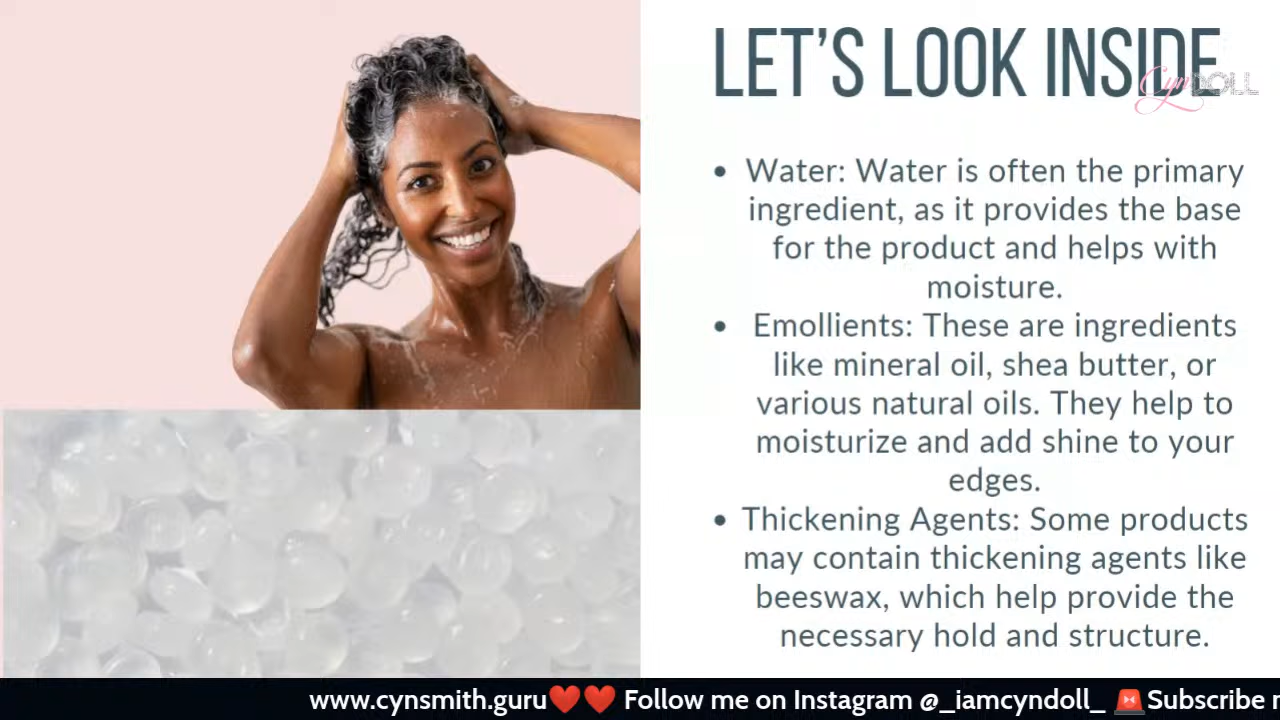 LET'S LOOK INSIDE
CynDOLL
• Water: Water is often the primary
ingredient, as it provides the base
for the product and helps with
moisture.
• Emollients: These are ingredients
like mineral oil, shea butter, or
various natural oils. They help to
moisturize and add shine to your
edges.
• Thickening Agents: Some products
may contain thickening agents like
beeswax, which help provide the
necessary hold and structure.
www.cynsmith.guru❤️❤️ Follow me on Instagram @_iamcyndoll_ 🚨Subscribe